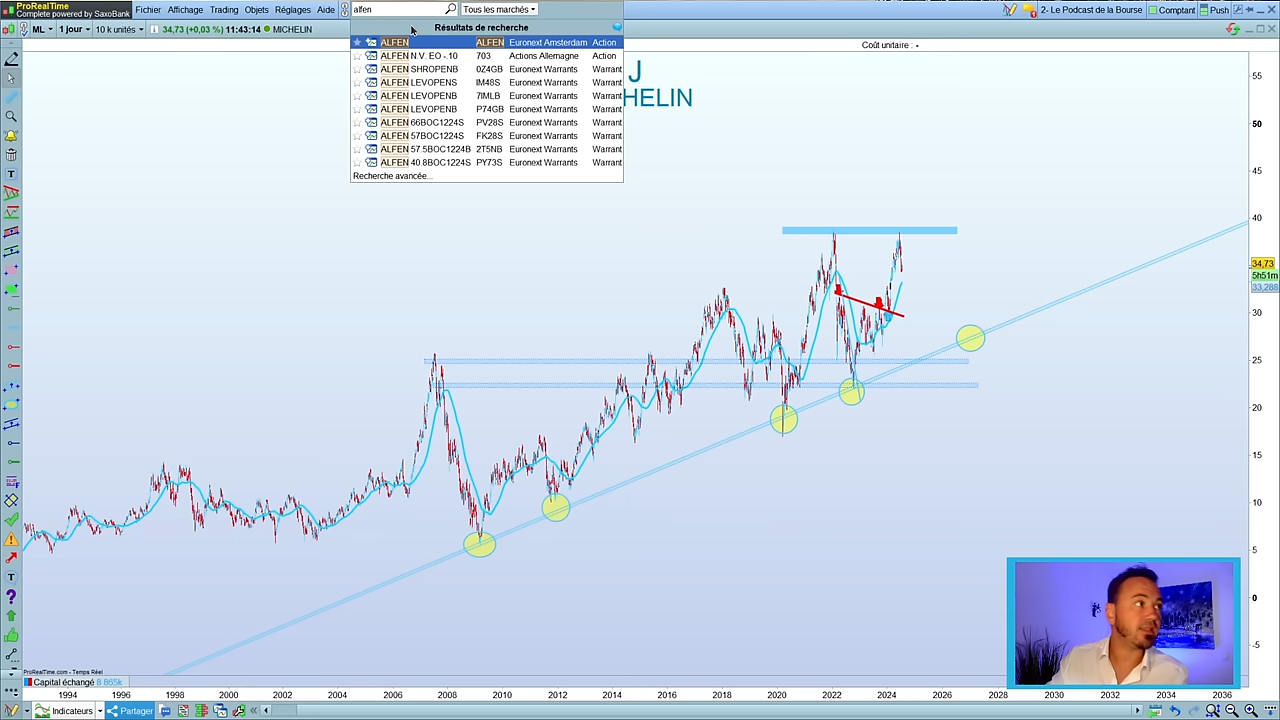 ProRealTime
Complete powered by SaxoBank
Fichier Affichage Trading Objets Réglages Aide
alfen
Tous les marchés
2- Le Podcast de la Bourse
Comptant
Push
ML
1 jour
10 k unités
34,73 (+0,03 %) 11:43:14
MICHELIN
Résultats de recherche
ALFEN ALFEN Euronext Amsterdam Action
ALFEN N.V. EO -.10 703 Actions Allemagne Action
ALFEN SHROPENB 0Z4GB Euronext Warrants Warrant
ALFEN LEVOPENS IM48S Euronext Warrants Warrant
ALFEN LEVOPENB 7IMLB Euronext Warrants Warrant
ALFEN LEVOPENB P74GB Euronext Warrants Warrant
ALFEN 66BOC1224S PV28S Euronext Warrants Warrant
ALFEN 57BOC1224S FK28S Euronext Warrants Warrant
ALFEN 57.5BOC1224B 2T5NB Euronext Warrants Warrant
ALFEN 40.8BOC1224S PY73S Euronext Warrants Warrant
Recherche avancée...
Coût unitaire : -
J
HELIN
55
50
45
40
34,73
5h51m
33,288
30
25
20
15
10
5
0
-5
ProRealTime.com - Temps Réel
Capital échangé 8 865k
1994 1996 1998 2000 2002 2004 2006 2008 2010 2012 2014 2016 2018 2020 2022 2024 2026 2028 2030 2032 2034 2036
Indicateurs
Partager